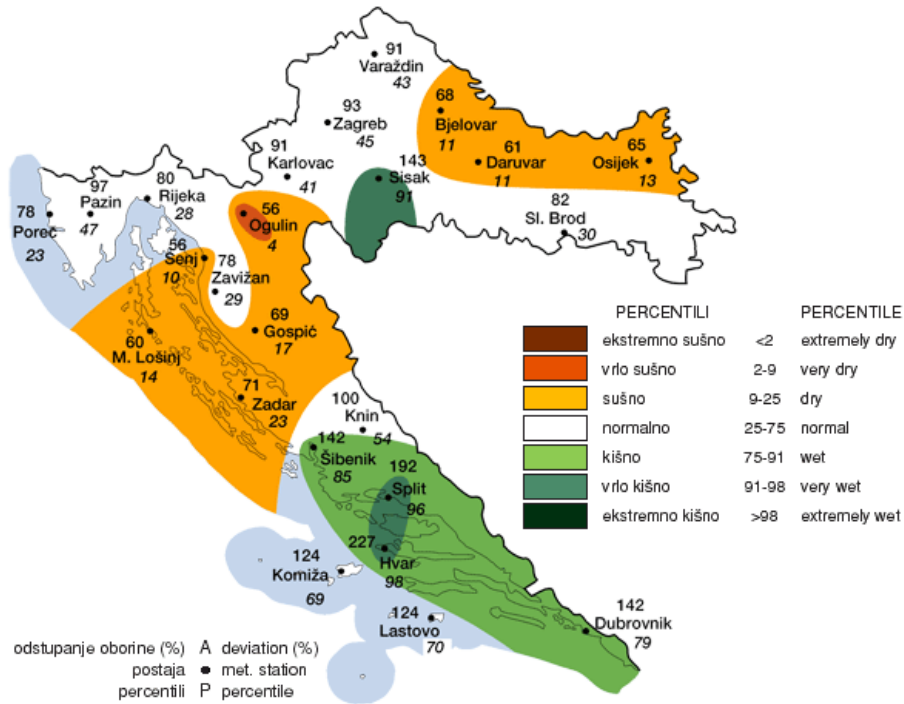 91
Varaždin
43
93
Zagreb
45
91
Karlovac
41
143
Sisak
91
68
Bjelovar
11
61
Daruvar
11
65
Osijek
13
82
Sl. Brod
30
78
Poreč
23
97
Pazin
47
80
Rijeka
28
56
Ogulin
4
56
Senj
10
78
Zavižan
29
69
Gospić
17
60
M. Lošinj
14
71
Zadar
23
100
Knin
54
142
Šibenik
85
192
Split
96
227
Hvar
98
124
Komiža
69
124
Lastovo
70
142
Dubrovnik
79
PERCENTILI PERCENTILE
ekstremno sušno <2 extremely dry
vrlo sušno 2-9 very dry
sušno 9-25 dry
normalno 25-75 normal
kišno 75-91 wet
vrlo kišno 91-98 very wet
ekstremno kišno >98 extremely wet
odstupanje oborine (%) A deviation (%)
postaja ● met. station
percentili P percentile